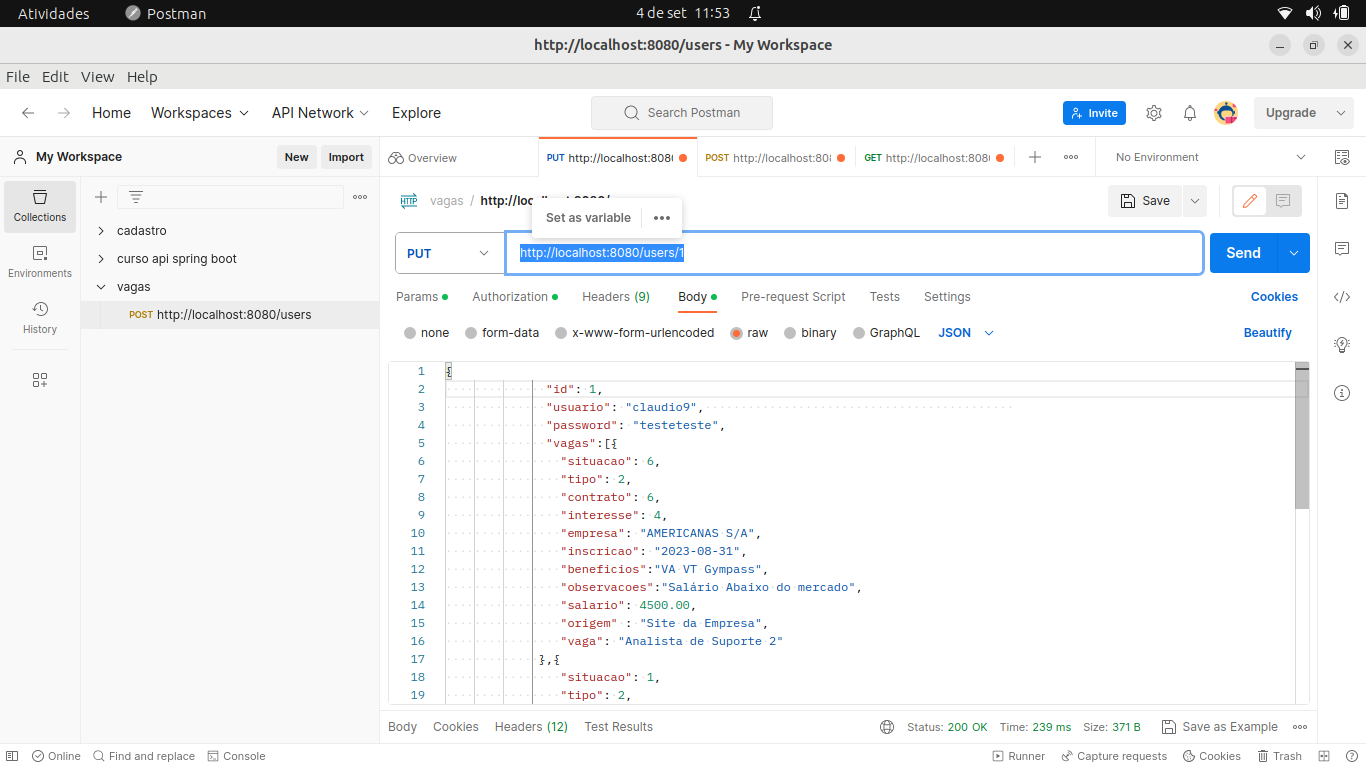 Atividades Postman 4 de set 11:53
http://localhost:8080/users - My Workspace
File Edit View Help
Home Workspaces API Network Explore Search Postman Invite Upgrade
My Workspace New Import Overview PUT http://localhost:808 POST http://localhost:808 GET http://localhost:808 No Environment
Collections
Environments
History
cadastro
curso api spring boot
vagas
POST http://localhost:8080/users
vagas / Save
Set as variable
PUT http://localhost:8080/users/1 Send
Params Authorization Headers (9) Body Pre-request Script Tests Settings Cookies
none form-data x-www-form-urlencoded raw binary GraphQL JSON Beautify
1 {
2 "id": 1,
3 "usuario": "claudio9",
4 "password": "testeteste",
5 "vagas":[{
6 "situacao": 6,
7 "tipo": 2,
8 "contrato": 6,
9 "interesse": 4,
10 "empresa": "AMERICANAS S/A",
11 "inscricao": "2023-08-31",
12 "beneficios":"VA VT Gympass",
13 "observacoes":"Salário Abaixo do mercado",
14 "salario": 4500.00,
15 "origem" : "Site da Empresa",
16 "vaga": "Analista de Suporte 2"
17 },{
18 "situacao": 1,
19 "tipo": 2,
Body Cookies Headers (12) Test Results Status: 200 OK Time: 239 ms Size: 371 B Save as Example
Online Find and replace Console Runner Capture requests Cookies Trash